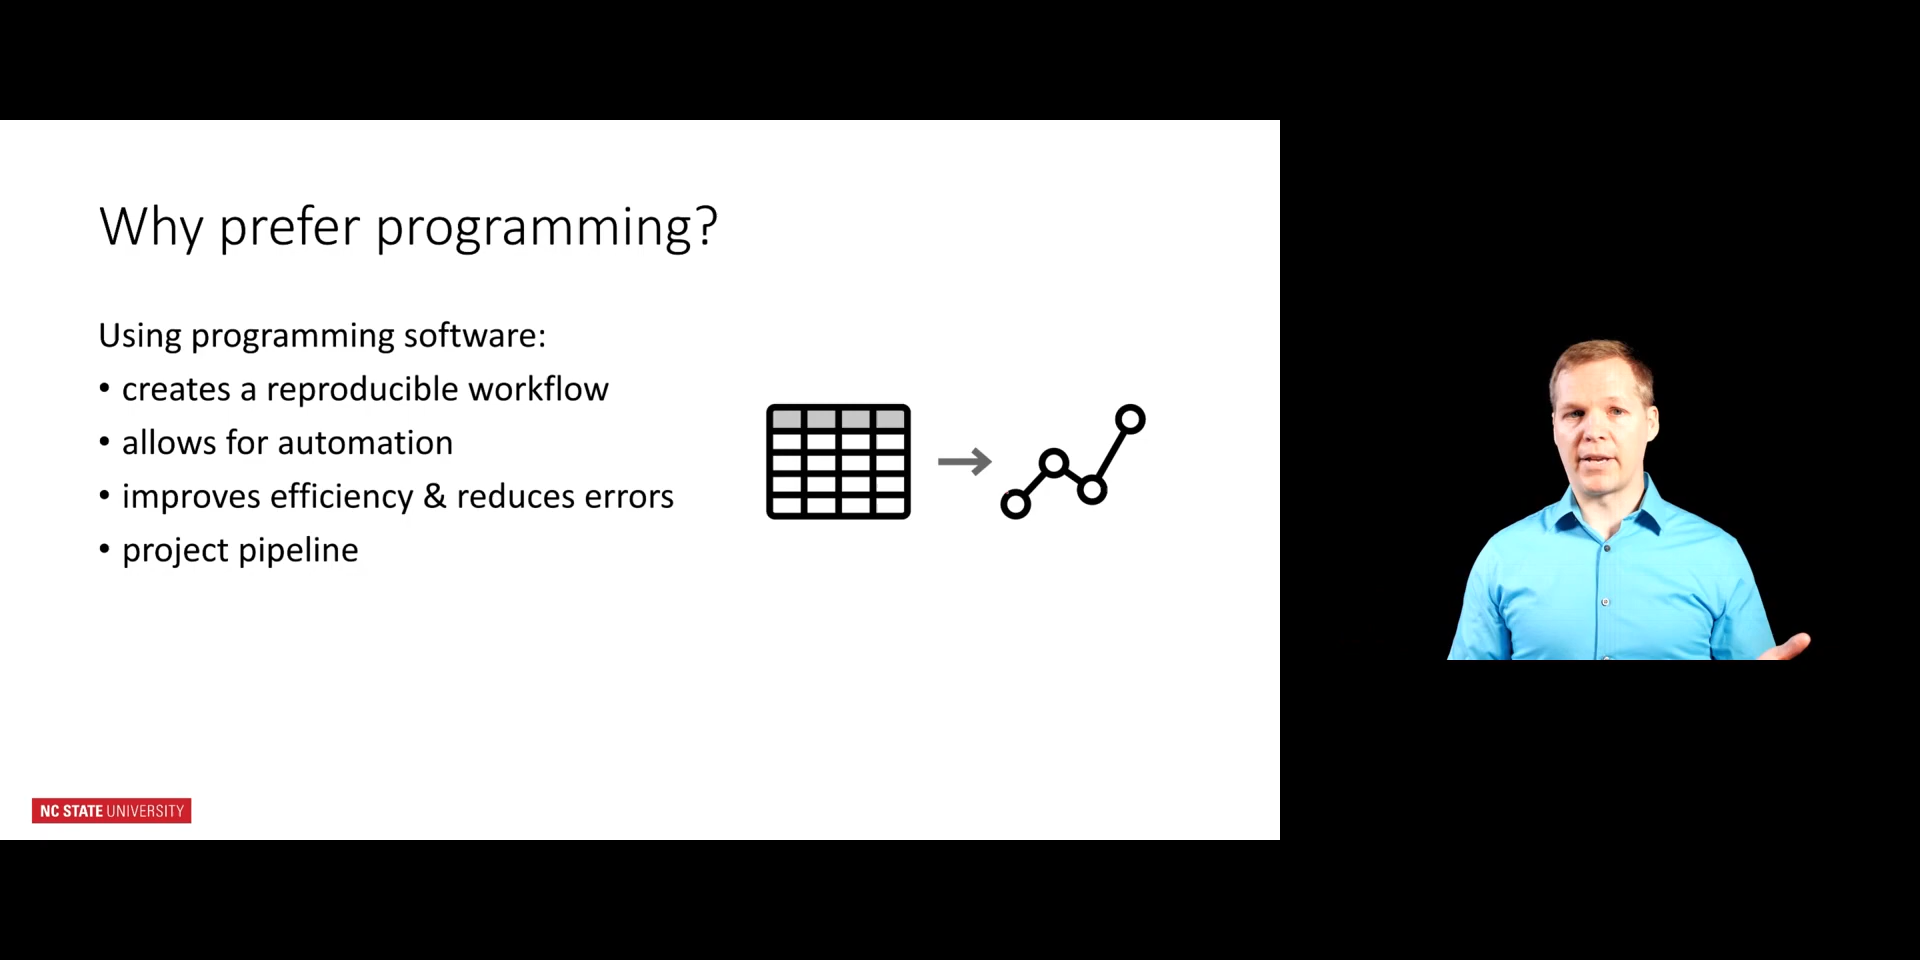 Why prefer programming?
Using programming software:
• creates a reproducible workflow
• allows for automation
• improves efficiency & reduces errors
• project pipeline
NC STATE UNIVERSITY